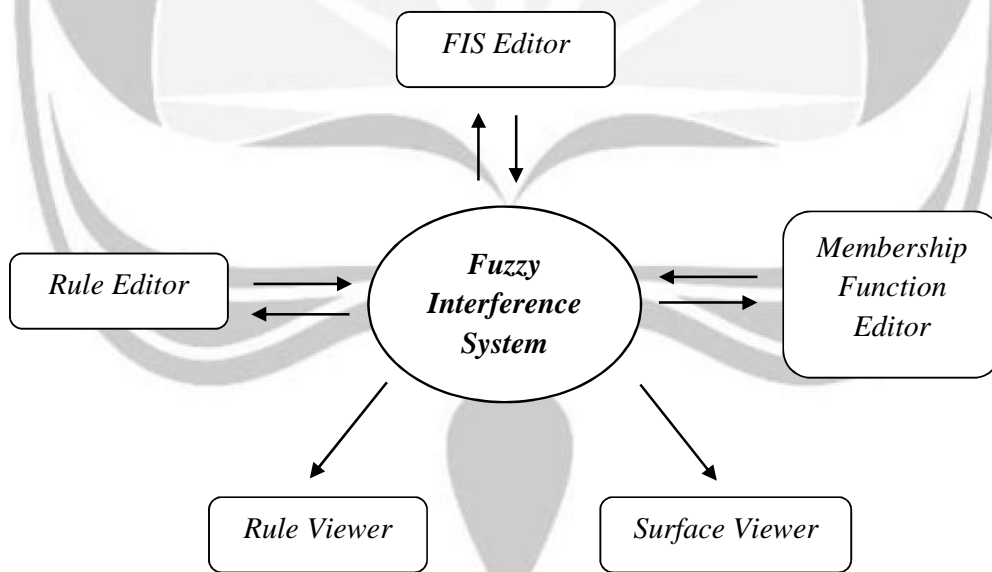 FIS Editor
Rule Editor
Fuzzy
Interference
System
Membership
Function
Editor
Rule Viewer
Surface Viewer